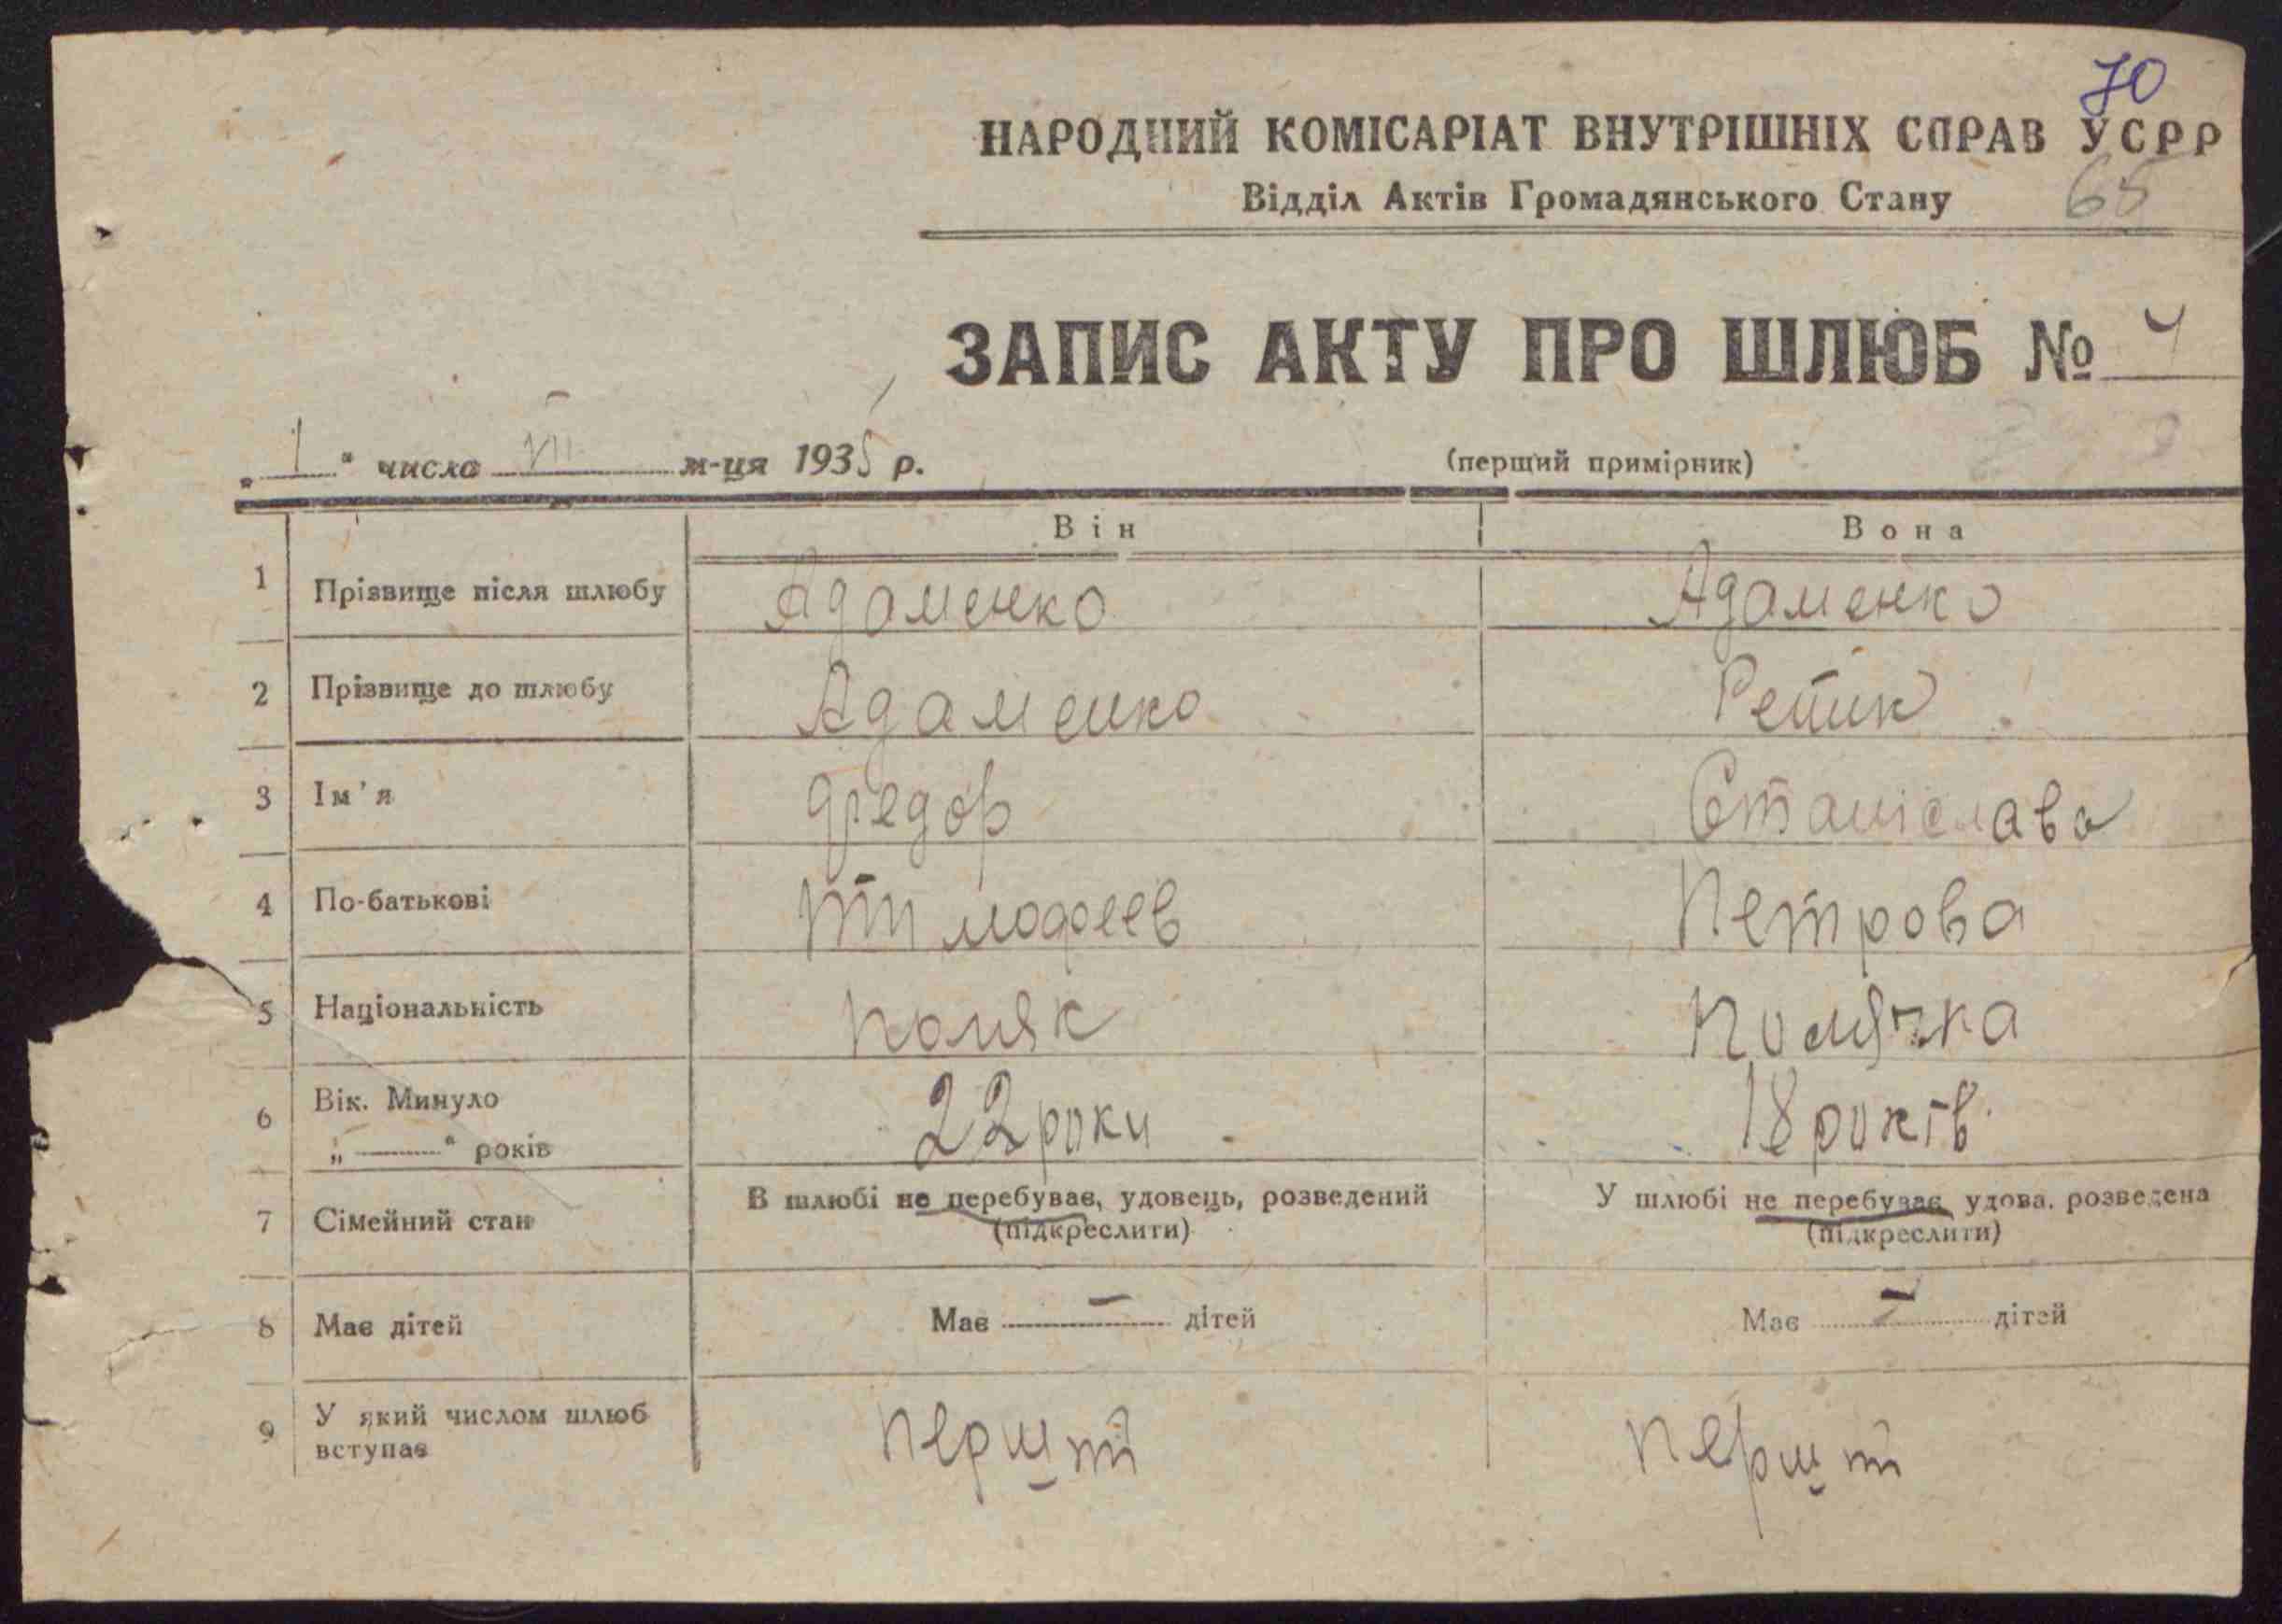 70
НАРОДНИЙ КОМІСАРІАТ ВНУТРІШНІХ СПРАВ УСРР
Відділ Актів Громадянського Стану 65
ЗАПИС АКТУ ПРО ШЛЮБ № 4
„1" числа VII м-ця 1935 р. (перщий примірник)
Він Вона
1 Прізвище після шлюбу Адаменко Адаменко
2 Прізвище до шлюбу Адаменко Ретик
3 Ім'я Федор Станіслава
4 По-батькові Тимофеев Петрова
5 Національність поляк полячка
6 Вік. Минуло 22 роки 18 років
„ " років
7 Сімейний стан В шлюбі не перебуває, удовець, розведений У шлюбі не перебуває, удова, розведена
(підкреслити) (підкреслити)
8 Має дітей Має — дітей Має — дітей
9 У який числом шлюб
вступає перший перший